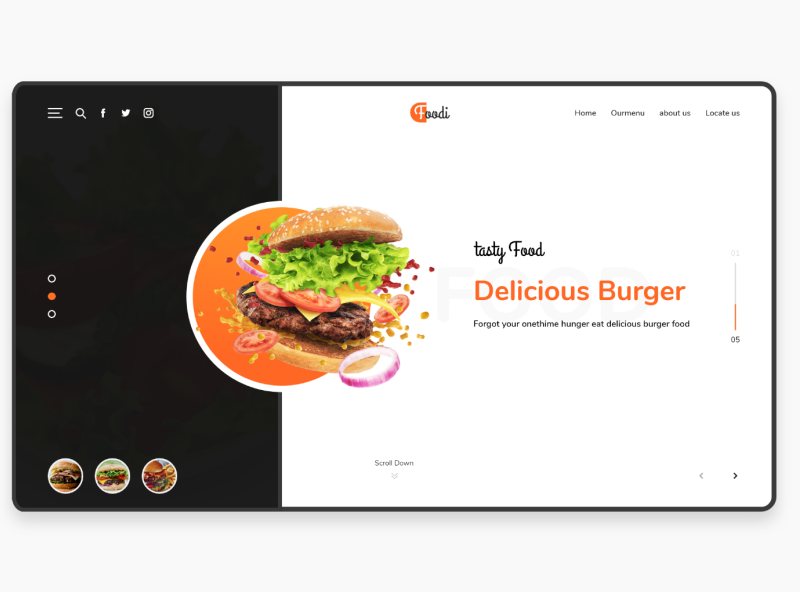 Foodi
Home Ourmenu about us Locate us
tasty Food
01
FOOD
Delicious Burger
Forgot your onethime hunger eat delicious burger food
05
Scroll Down